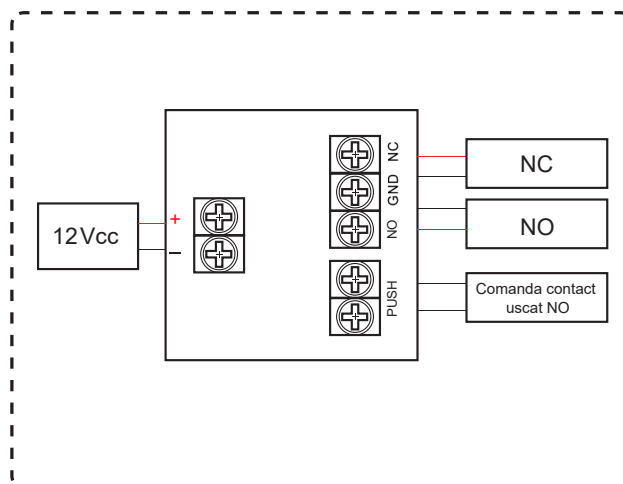 12Vcc
+
–
NC
GND
NO
PUSH
NC
NO
Comanda contact
uscat NO